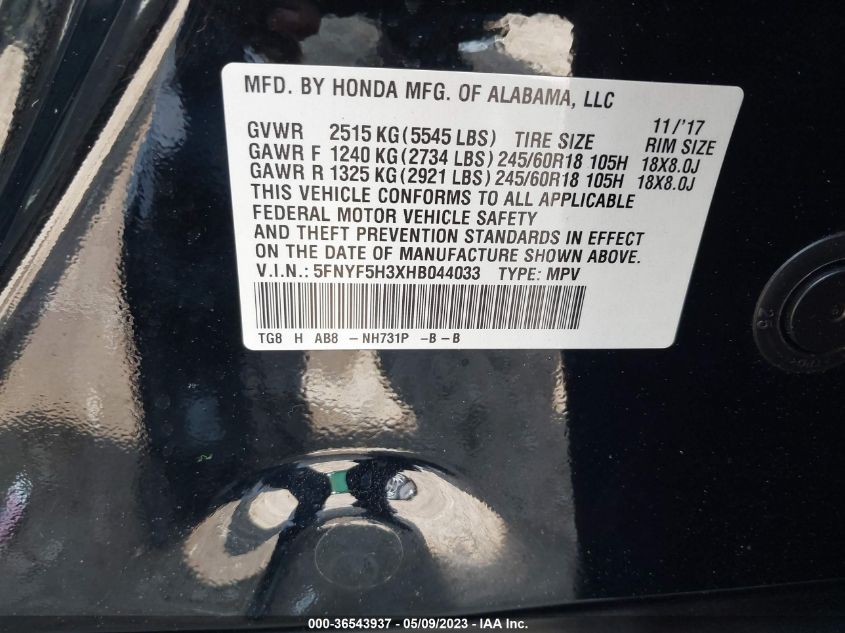 MFD. BY HONDA MFG. OF ALABAMA, LLC
11/'17
GVWR 2515 KG (5545 LBS) TIRE SIZE RIM SIZE
GAWR F 1240 KG (2734 LBS) 245/60R18 105H 18X8.0J
GAWR R 1325 KG (2921 LBS) 245/60R18 105H 18X8.0J
THIS VEHICLE CONFORMS TO ALL APPLICABLE
FEDERAL MOTOR VEHICLE SAFETY
AND THEFT PREVENTION STANDARDS IN EFFECT
ON THE DATE OF MANUFACTURE SHOWN ABOVE.
V.I.N.: 5FNYF5H3XHB044033 TYPE: MPV
TG8 H AB8 - NH731P - B - B
25
000-36543937 - 05/09/2023 - IAAI Inc.